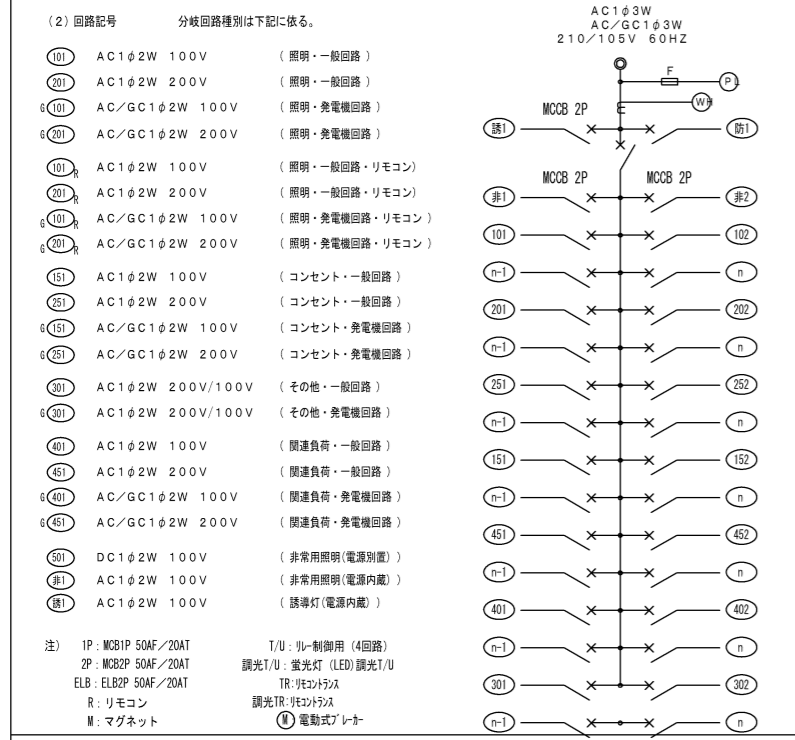 (2) 回路記号 分岐回路種別は下記に依る。
101 AC1φ2W 100V (照明・一般回路)
201 AC1φ2W 200V (照明・一般回路)
G 101 AC/GC1φ2W 100V (照明・発電機回路)
G 201 AC/GC1φ2W 200V (照明・発電機回路)
101 R AC1φ2W 100V (照明・一般回路・リモコン)
201 R AC1φ2W 200V (照明・一般回路・リモコン)
G 101 R AC/GC1φ2W 100V (照明・発電機回路・リモコン)
G 201 R AC/GC1φ2W 200V (照明・発電機回路・リモコン)
151 AC1φ2W 100V (コンセント・一般回路)
251 AC1φ2W 200V (コンセント・一般回路)
G 151 AC/GC1φ2W 100V (コンセント・発電機回路)
G 251 AC/GC1φ2W 200V (コンセント・発電機回路)
301 AC1φ2W 200V/100V (その他・一般回路)
G 301 AC1φ2W 200V/100V (その他・発電機回路)
401 AC1φ2W 100V (関連負荷・一般回路)
451 AC1φ2W 200V (関連負荷・一般回路)
G 401 AC/GC1φ2W 100V (関連負荷・発電機回路)
G 451 AC/GC1φ2W 200V (関連負荷・発電機回路)
501 DC1φ2W 100V (非常用照明(電源別置))
非1 AC1φ2W 100V (非常用照明(電源内蔵))
誘1 AC1φ2W 100V (誘導灯(電源内蔵))
注) 1P:MCB1P 50AF/20AT T/U:リレー制御用 (4回路)
2P:MCB2P 50AF/20AT 調光T/U:蛍光灯 (LED)調光T/U
ELB:ELB2P 50AF/20AT TR:リモコントランス
R:リモコン 調光TR:リモコントランス
M:マグネット M 電動式ブレーカー
AC1φ3W
AC/GC1φ3W
210/105V 60HZ
F PL
MCCB 2P WH
誘1 防1
MCCB 2P MCCB 2P
非1 非2
101 102
n-1 n
201 202
n-1 n
251 252
n-1 n
151 152
n-1 n
451 452
n-1 n
401 402
n-1 n
301 302
n-1 n